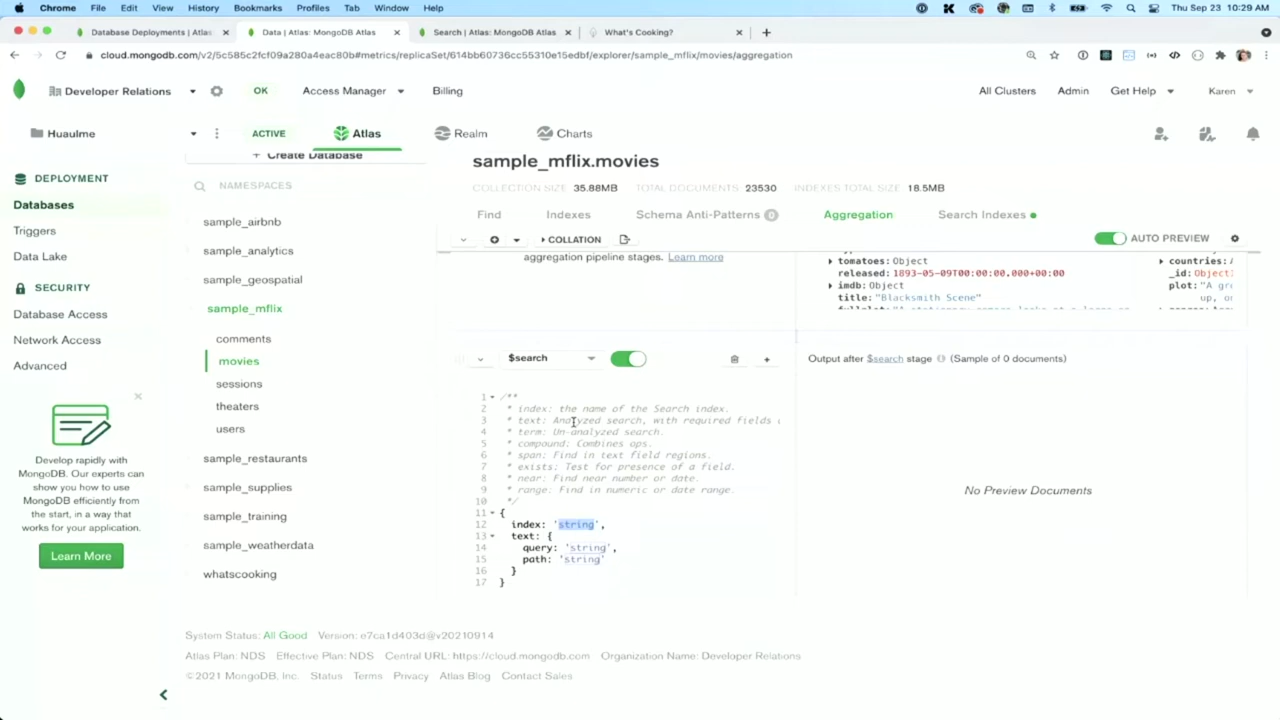 Chrome File Edit View History Bookmarks Profiles Tab Window Help Thu Sep 23 10:29 AM
Database Deployments | Atlas: Data | Atlas: MongoDB Atlas Search | Atlas: MongoDB Atlas What's Cooking?
cloud.mongodb.com/v2/5c585c2fcf09a280a4eac80b#metrics/replicaSet/614bb60736cc55310e15edbf/explorer/sample_mflix/movies/aggregation
Developer Relations OK Access Manager Billing All Clusters Admin Get Help Karen
Huaulme ACTIVE Atlas Realm Charts
+ Create Database
sample_mflix.movies
DEPLOYMENT
NAMESPACES
COLLECTION SIZE 35.88MB TOTAL DOCUMENTS 23530 INDEXES TOTAL SIZE 18.5MB
Databases
Find Indexes Schema Anti-Patterns 0 Aggregation Search Indexes
sample_airbnb
Triggers
COLLATION AUTO PREVIEW
sample_analytics
Data Lake
aggregation pipeline stages. Learn more
tomatoes: Object
countries: A
released: 1893-05-09T00:00:00.000+00:00
_id: Object
sample_geospatial
SECURITY
imdb: Object
plot: "A gr
title: "Blacksmith Scene"
up, or
sample_mflix
Database Access
comments
Network Access
$search
Output after $search stage (Sample of 0 documents)
movies
Advanced
sessions
theaters
users
1 /**
2 * index: the name of the Search index.
3 * text: Analyzed search, with required fields
4 * term: Un-analyzed search.
5 * compound: Combines ops.
6 * span: Find in text field regions.
7 * exists: Test for presence of a field.
8 * near: Find near number or date.
9 * range: Find in numeric or date range.
10 */
11 {
12 index: 'string',
13 text: {
14 query: 'string',
15 path: 'string'
16 }
17 }
No Preview Documents
sample_restaurants
sample_supplies
sample_training
sample_weatherdata
whatscooking
Develop rapidly with
MongoDB. Our experts can
show you how to use
MongoDB efficiently from
the start, in a way that
works for your application.
Learn More
System Status: All Good Version: e7ca1d403d@v20210914
Atlas Plan: NDS Effective Plan: NDS Central URL: https://cloud.mongodb.com Organization Name: Developer Relations
©2021 MongoDB, Inc. Status Terms Privacy Atlas Blog Contact Sales